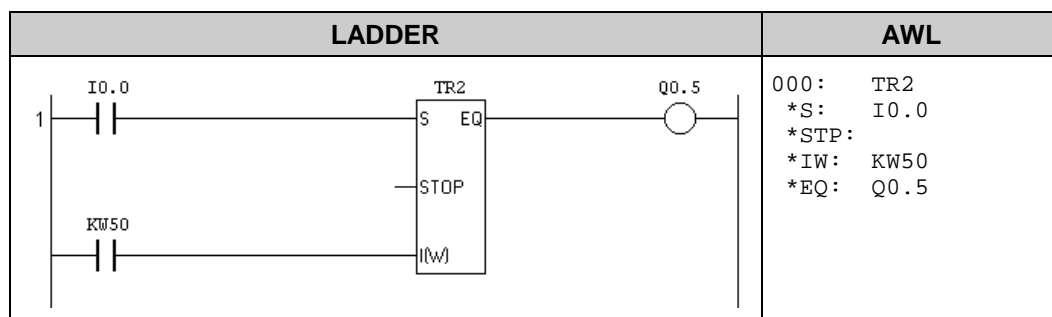 LADDER AWL
I0.0 TR2 Q0.5
1 S EQ
STOP
KW50
I(W)
000: TR2
*S: I0.0
*STP:
*IW: KW50
*EQ: Q0.5